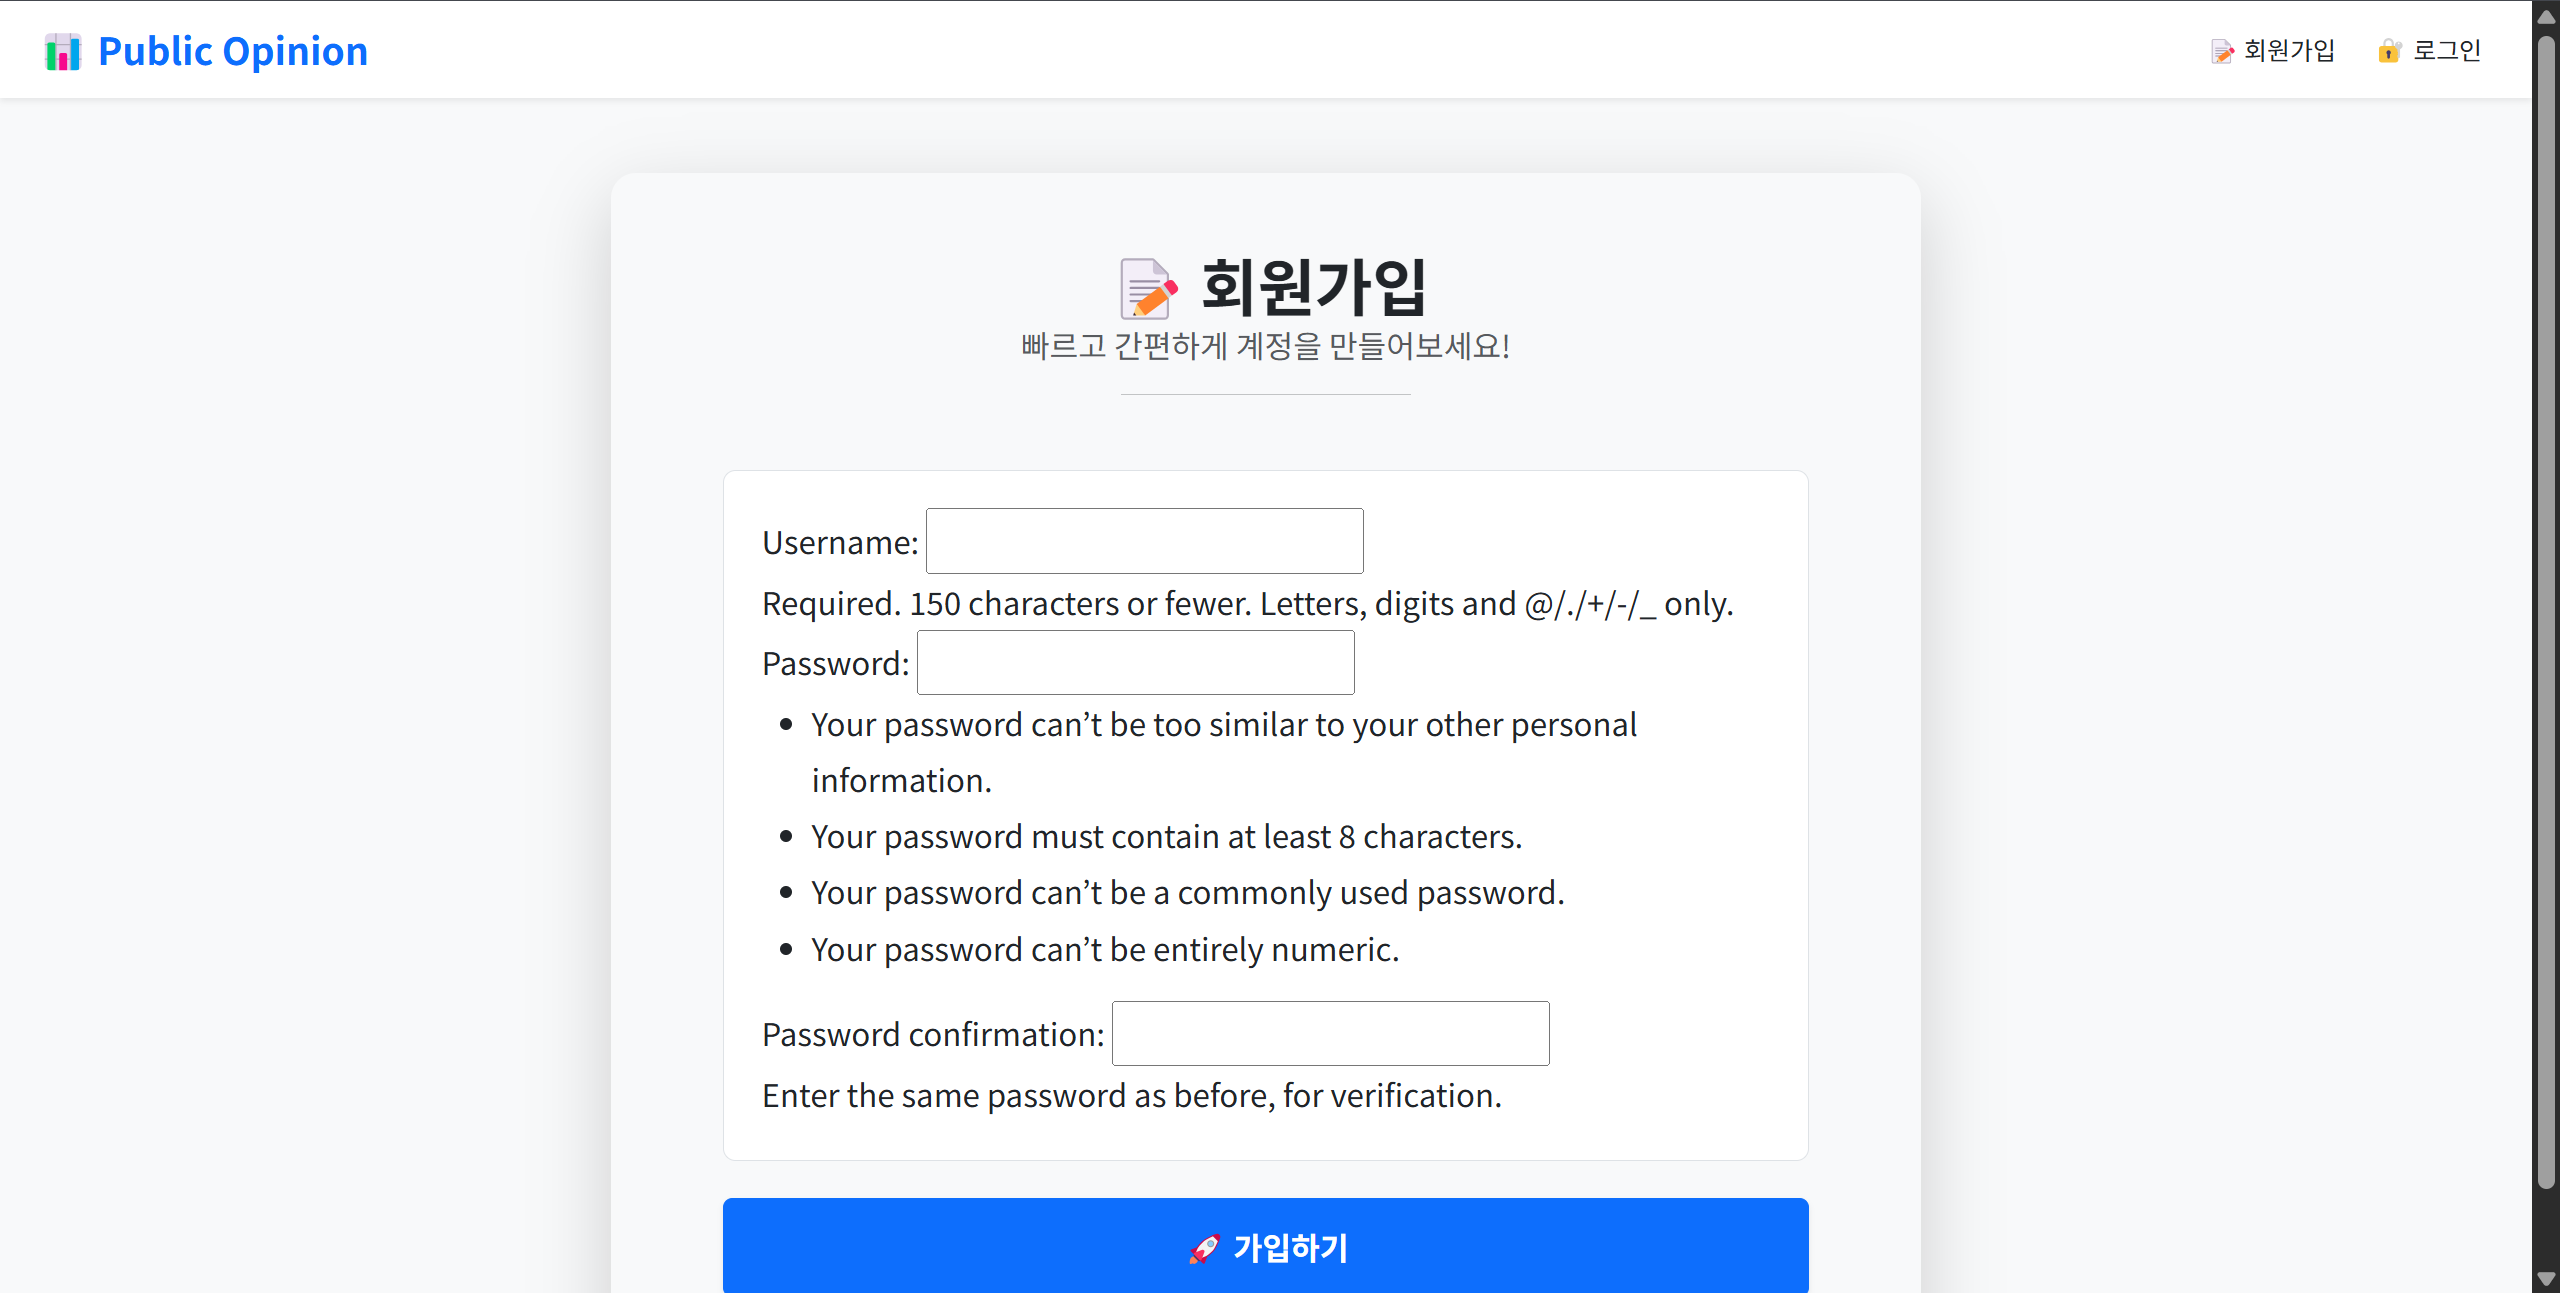 Public Opinion
회원가입
로그인
회원가입
빠르고 간편하게 계정을 만들어보세요!
Username:
Required. 150 characters or fewer. Letters, digits and @/./+/-/_ only.
Password:
Your password can’t be too similar to your other personal
information.
Your password must contain at least 8 characters.
Your password can’t be a commonly used password.
Your password can’t be entirely numeric.
Password confirmation:
Enter the same password as before, for verification.
가입하기